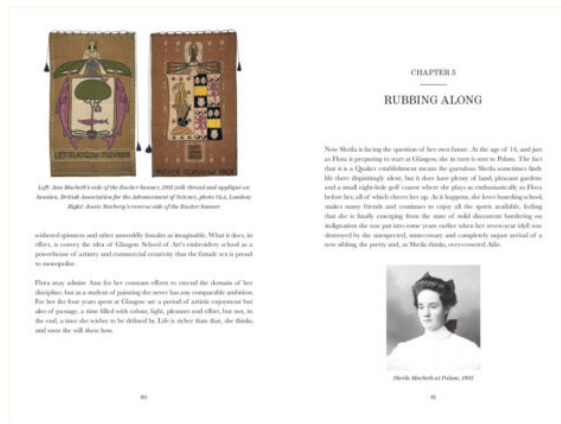 LET GLASGOW FLOURISH
Left: Ann Macbeth's side of the Rucker banner, 1901 (silk thread and appliqué on
hessian, British Association for the Advancement of Science, photo London)
Right: Jessie Newbery's reverse side of the Rucker banner
withered spinsters and other unworldly females as imaginable. What it does, in
effect, is convey the idea of Glasgow School of Art's embroidery school as a
powerhouse of artistry and commercial creativity that the female sex is proud
to monopolise.
Flora may admire Ann for her constant efforts to extend the domain of her
discipline, but as a student of painting she never has any comparable ambition.
For her the four years spent at Glasgow are a period of artistic enjoyment but
also of passage, a time filled with colour, light, pleasure and effort, but not, in
the end, a time she wishes to be defined by. Life is richer than that, she thinks,
and soon she will show how.
80
CHAPTER 5
RUBBING ALONG
Now Sheila is facing the question of her own future. At the age of 14, and just
as Flora is preparing to start at Glasgow, she in turn is sent to Polam. The fact
that it is a Quaker establishment means the garrulous Sheila sometimes finds
life there dispiritingly silent, but it does have plenty of land, pleasant gardens
and a small eight-hole golf course where she plays as enthusiastically as Flora
before her, all of which cheers her up. As it happens, she loves boarding school,
makes many friends and continues to enjoy all the sports available, feeling
that she is finally emerging from the state of mild discontent bordering on
indignation she was put into some years earlier when her seven-year idyll was
destroyed by the unexpected, unnecessary and completely unjust arrival of a
new sibling, the pretty and, as Sheila thinks, over-cosseted Ailie.
Sheila Macbeth at Polam, 1905
81